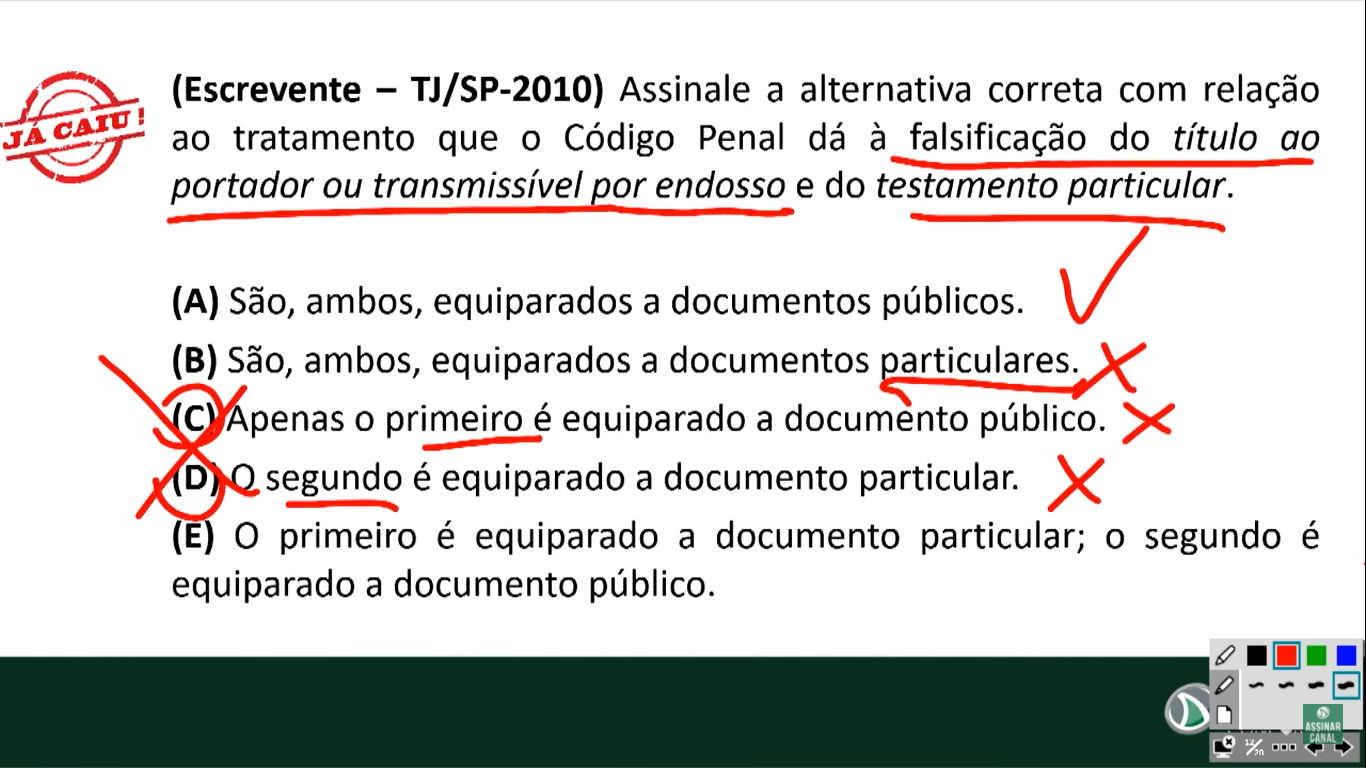 JÁ CAIU !
(Escrevente – TJ/SP-2010) Assinale a alternativa correta com relação
ao tratamento que o Código Penal dá à falsificação do título ao
portador ou transmissível por endosso e do testamento particular.
(A) São, ambos, equiparados a documentos públicos.
(B) São, ambos, equiparados a documentos particulares.
(C) Apenas o primeiro é equiparado a documento público.
(D) O segundo é equiparado a documento particular.
(E) O primeiro é equiparado a documento particular; o segundo é
equiparado a documento público.
ASSINAR
CANAL
12/20